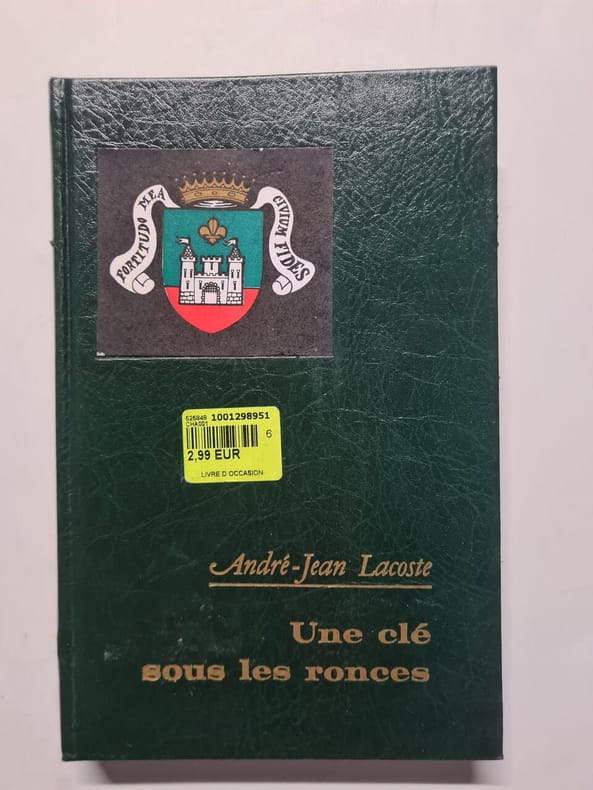 FORTITUDO MEA
CIVIUM FIDES
525849 1001298951
CHA001
6
2,99 EUR
LIVRE D OCCASION
André-Jean Lacoste
Une clé
sous les ronces